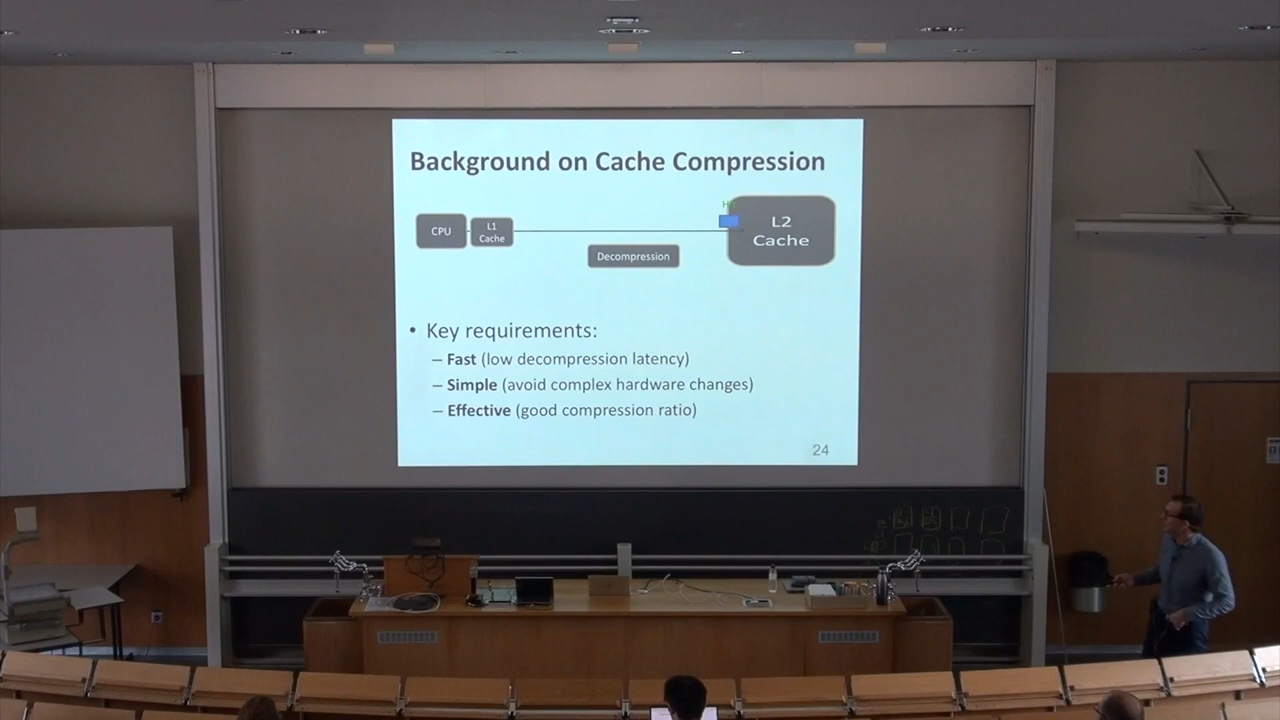 Background on Cache Compression
CPU
L1
Cache
L2
Cache
Decompression
• Key requirements:
– Fast (low decompression latency)
– Simple (avoid complex hardware changes)
– Effective (good compression ratio)
24